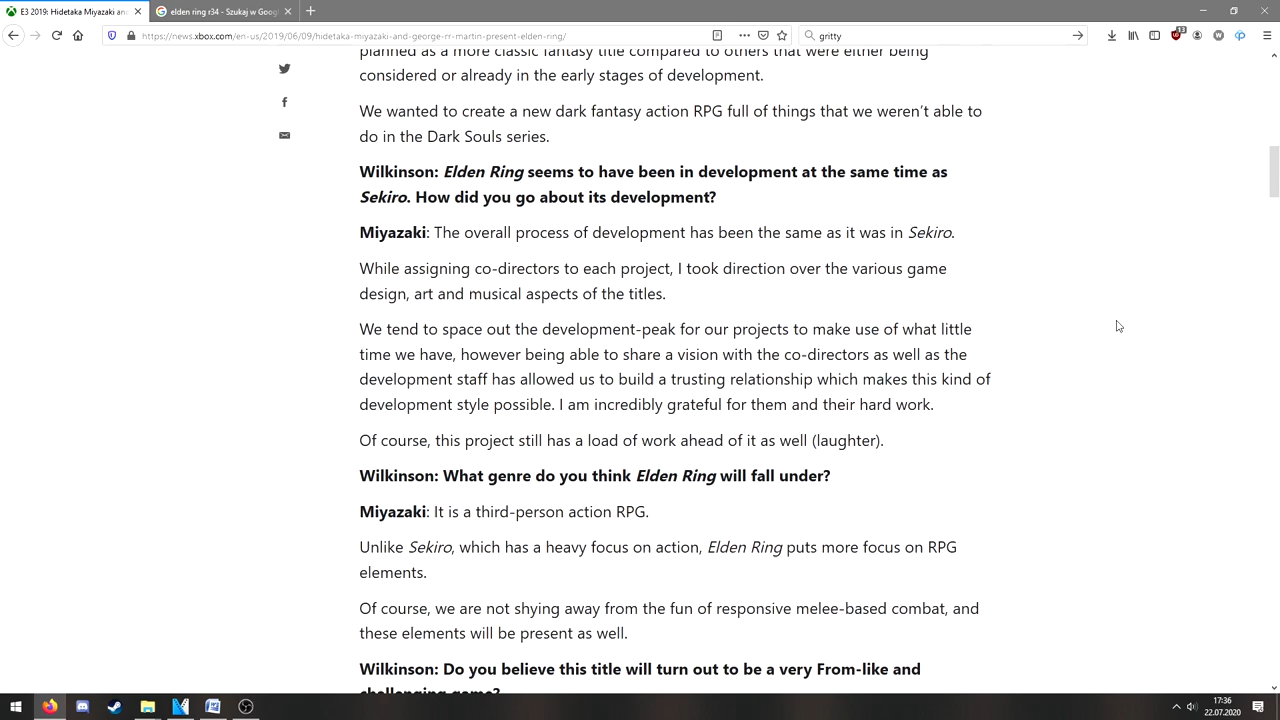 E3 2019: Hidetaka Miyazaki and
elden ring r34 - Szukaj w Goog
https://news.xbox.com/en-us/2019/06/09/hidetaka-miyazaki-and-george-rr-martin-present-elden-ring/
gritty
13
planned as a more classic fantasy title compared to others that were either being
considered or already in the early stages of development.
We wanted to create a new dark fantasy action RPG full of things that we weren't able to
do in the Dark Souls series.
Wilkinson: Elden Ring seems to have been in development at the same time as
Sekiro. How did you go about its development?
Miyazaki: The overall process of development has been the same as it was in Sekiro.
While assigning co-directors to each project, I took direction over the various game
design, art and musical aspects of the titles.
We tend to space out the development-peak for our projects to make use of what little
time we have, however being able to share a vision with the co-directors as well as the
development staff has allowed us to build a trusting relationship which makes this kind of
development style possible. I am incredibly grateful for them and their hard work.
Of course, this project still has a load of work ahead of it as well (laughter).
Wilkinson: What genre do you think Elden Ring will fall under?
Miyazaki: It is a third-person action RPG.
Unlike Sekiro, which has a heavy focus on action, Elden Ring puts more focus on RPG
elements.
Of course, we are not shying away from the fun of responsive melee-based combat, and
these elements will be present as well.
Wilkinson: Do you believe this title will turn out to be a very From-like and
challenging game?
17:36
22.07.2020